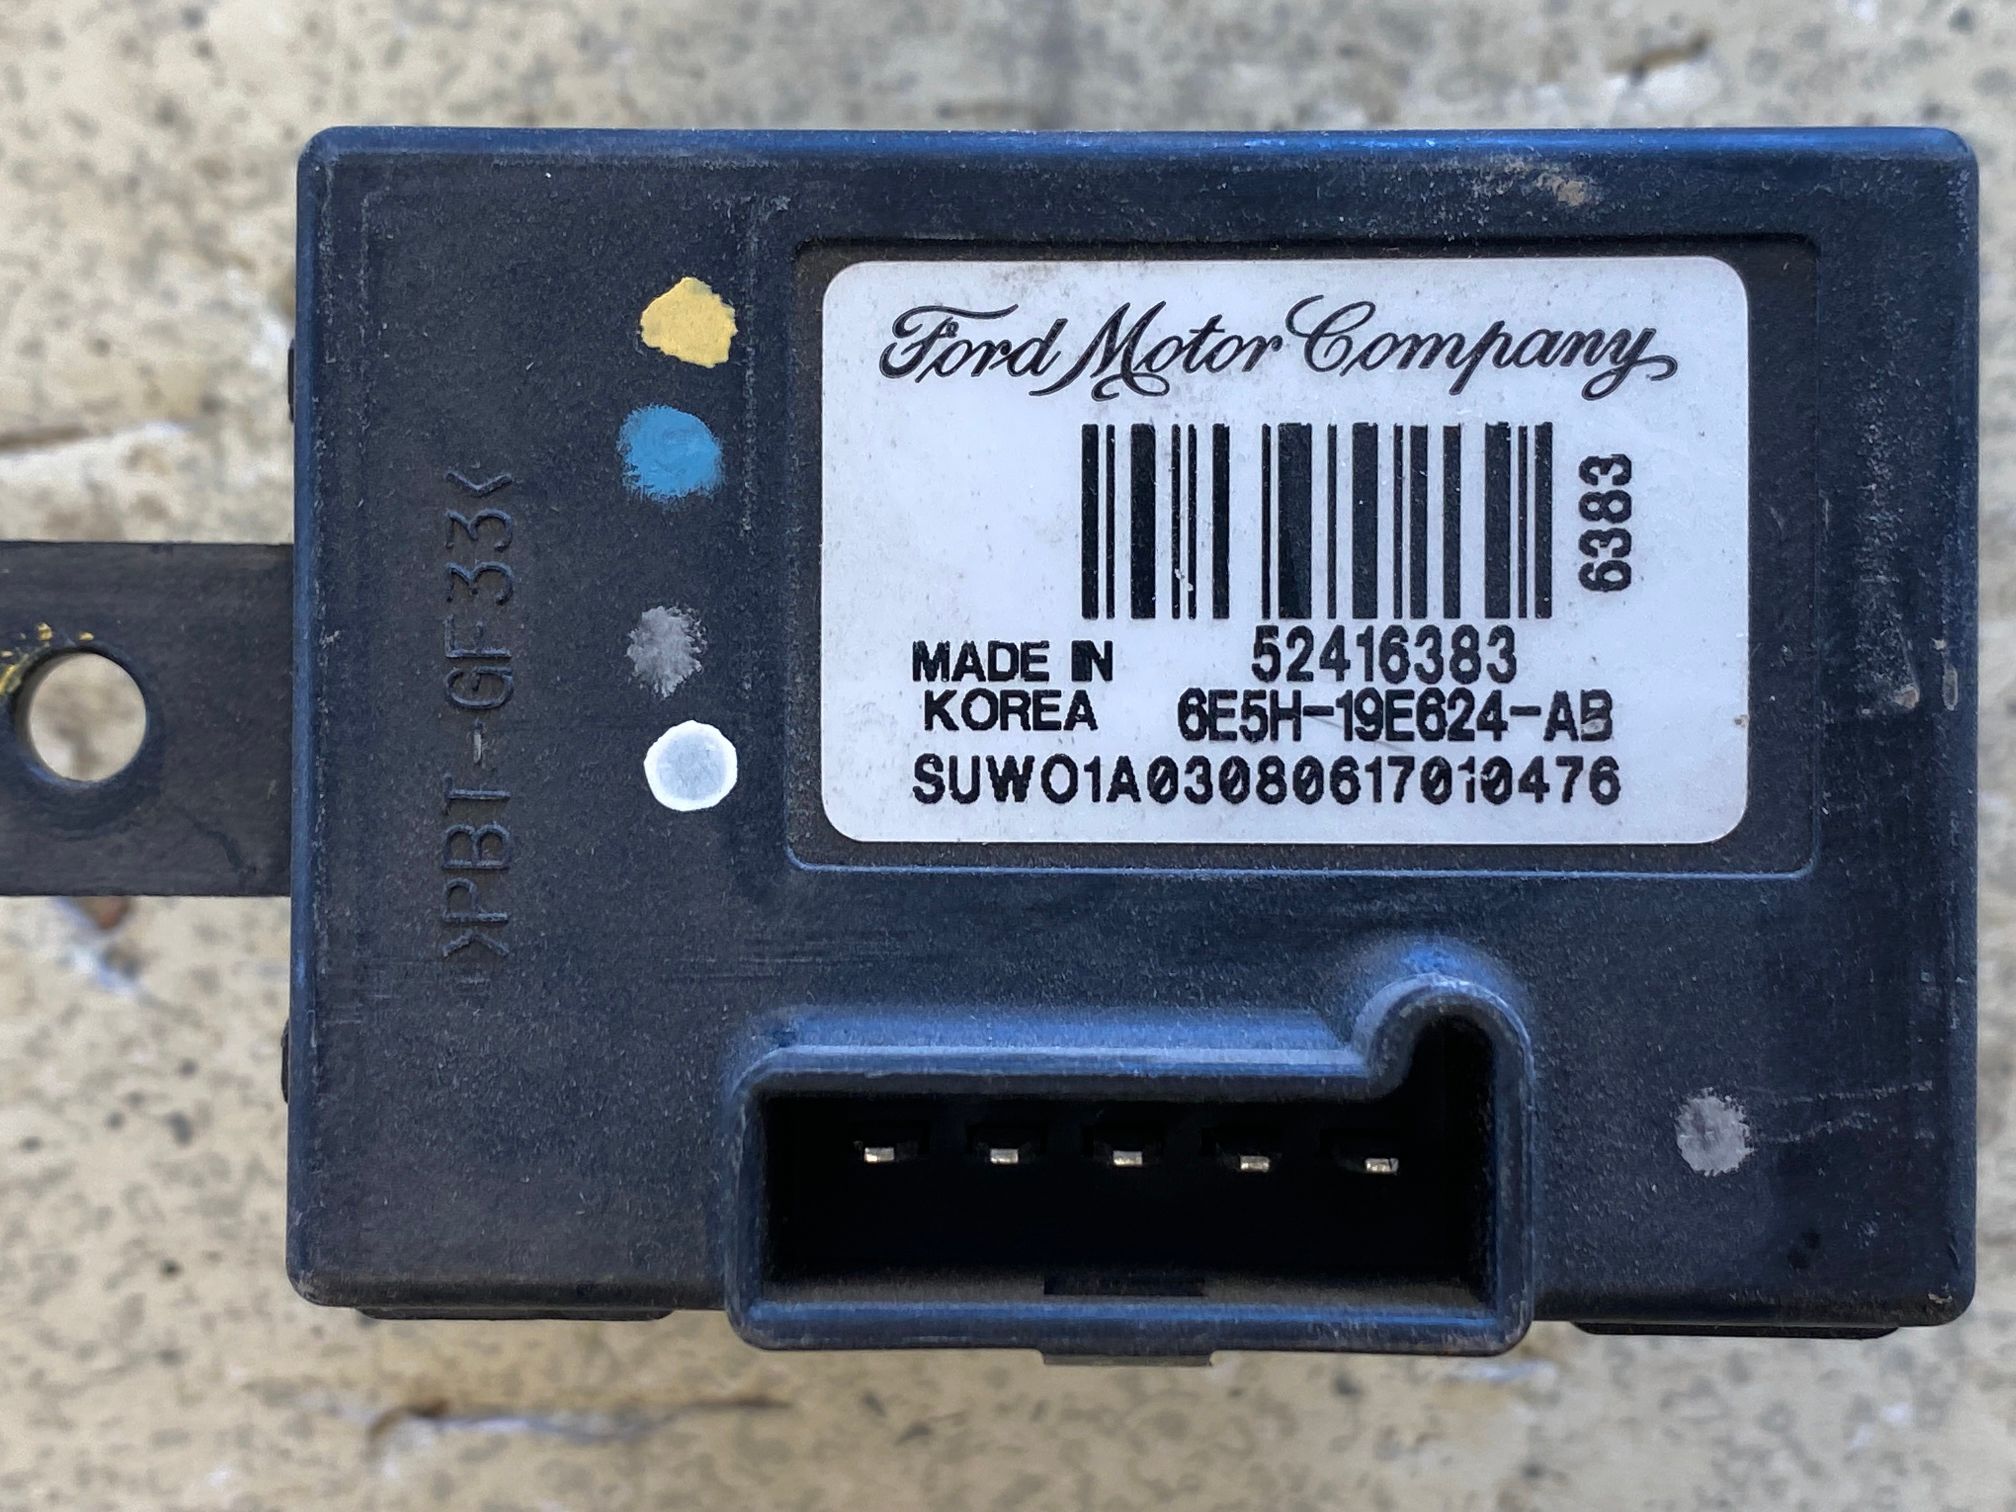 >PBT-GF33<
Ford Motor Company
6383
MADE IN 52416383
KOREA 6E5H-19E624-AB
SUW01A03080617010476